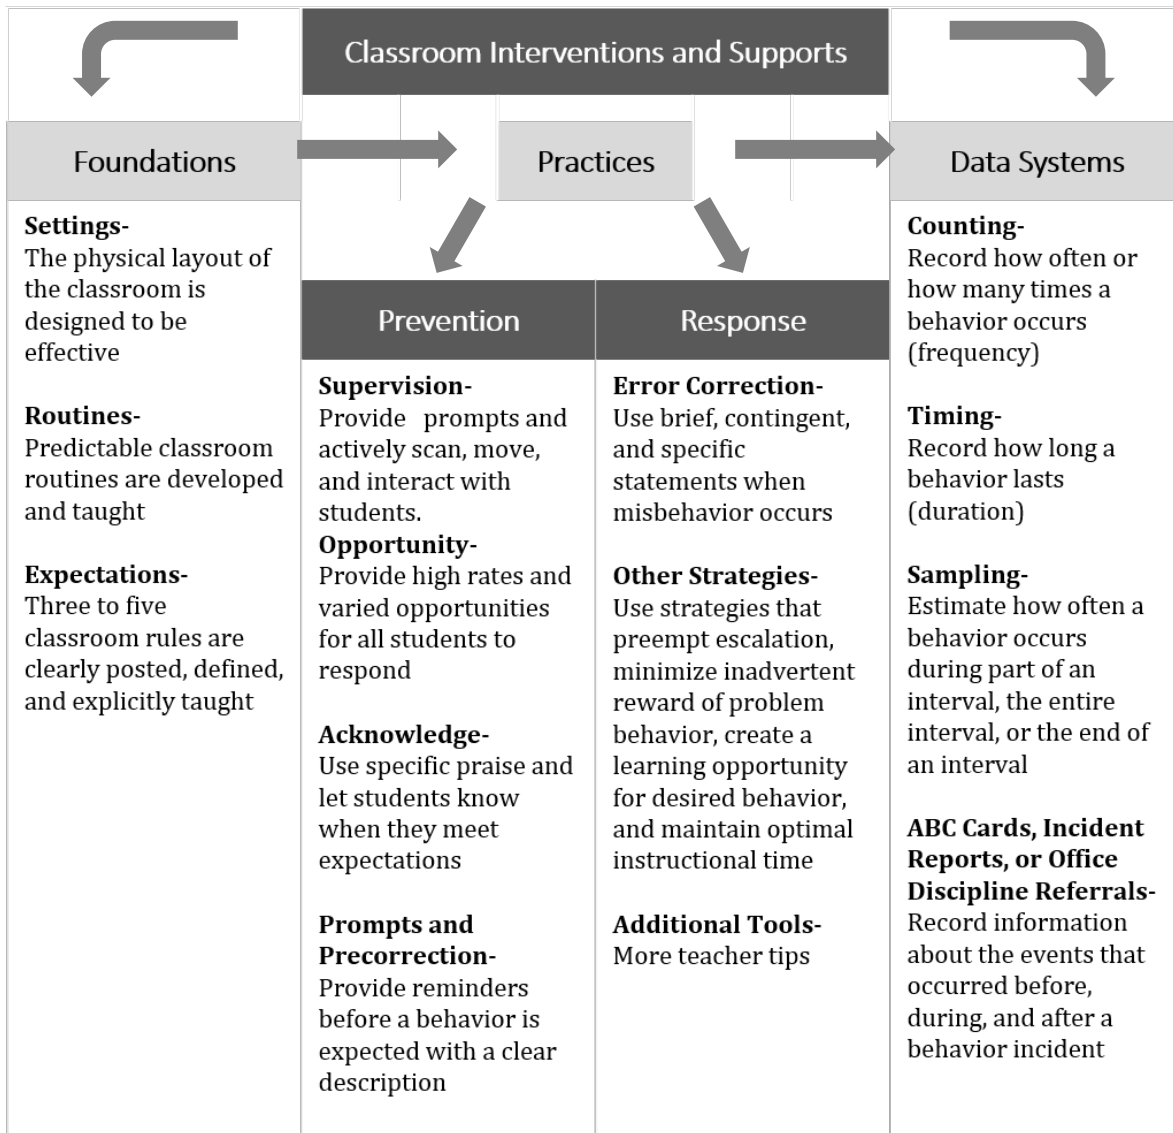 Classroom Interventions and Supports
Foundations
Practices
Data Systems
Settings-
The physical layout of
the classroom is
designed to be
effective
Routines-
Predictable classroom
routines are developed
and taught
Expectations-
Three to five
classroom rules are
clearly posted, defined,
and explicitly taught
Prevention
Supervision-
Provide prompts and
actively scan, move,
and interact with
students.
Opportunity-
Provide high rates and
varied opportunities
for all students to
respond
Acknowledge-
Use specific praise and
let students know
when they meet
expectations
Prompts and
Precorrection-
Provide reminders
before a behavior is
expected with a clear
description
Response
Error Correction-
Use brief, contingent,
and specific
statements when
misbehavior occurs
Other Strategies-
Use strategies that
preempt escalation,
minimize inadvertent
reward of problem
behavior, create a
learning opportunity
for desired behavior,
and maintain optimal
instructional time
Additional Tools-
More teacher tips
Counting-
Record how often or
how many times a
behavior occurs
(frequency)
Timing-
Record how long a
behavior lasts
(duration)
Sampling-
Estimate how often a
behavior occurs
during part of an
interval, the entire
interval, or the end of
an interval
ABC Cards, Incident
Reports, or Office
Discipline Referrals-
Record information
about the events that
occurred before,
during, and after a
behavior incident